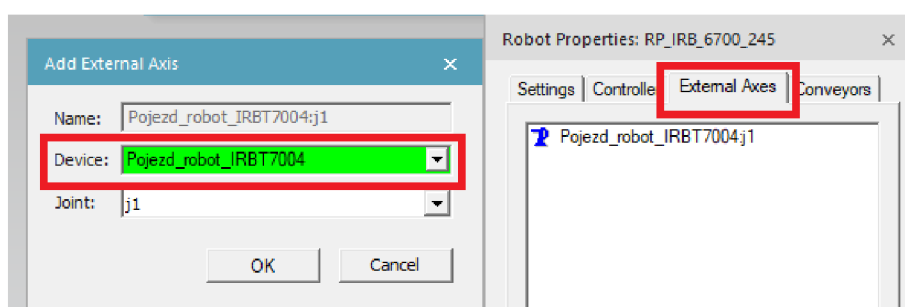 Add External Axis
Name: Pojezd_robot_IRBT7004:j1
Device: Pojezd_robot_IRBT7004
Joint: j1
OK Cancel
Robot Properties: RP_IRB_6700_245
Settings Controlle External Axes Conveyors
Pojezd_robot_IRBT7004:j1